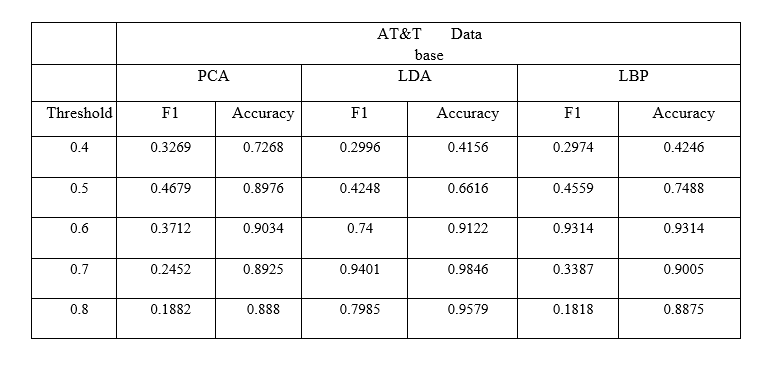 AT&T Data
base
PCA LDA LBP
Threshold F1 Accuracy F1 Accuracy F1 Accuracy
0.4 0.3269 0.7268 0.2996 0.4156 0.2974 0.4246
0.5 0.4679 0.8976 0.4248 0.6616 0.4559 0.7488
0.6 0.3712 0.9034 0.74 0.9122 0.9314 0.9314
0.7 0.2452 0.8925 0.9401 0.9846 0.3387 0.9005
0.8 0.1882 0.888 0.7985 0.9579 0.1818 0.8875